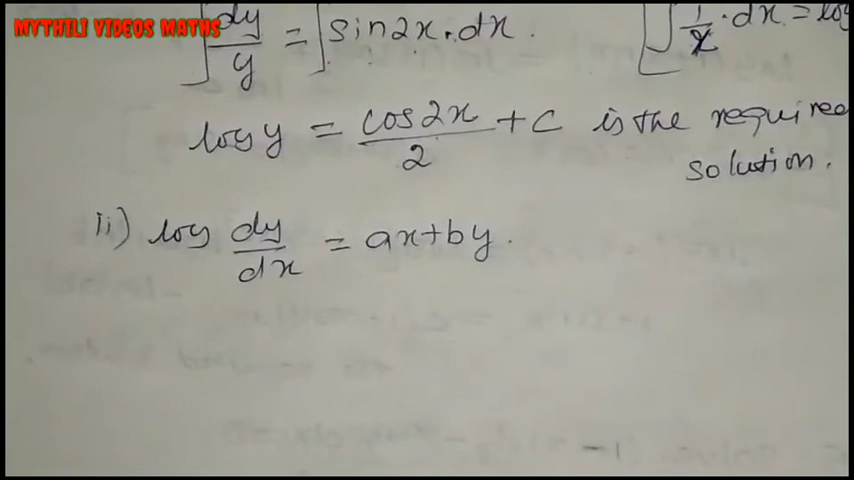 MYTHILI VIDEOS MATHS
∫ dy/y = ∫ sin2x . dx .
∫ 1/x . dx = log
log y = cos2x/2 + c is the require
solution.
ii) log dy/dx = ax+by.